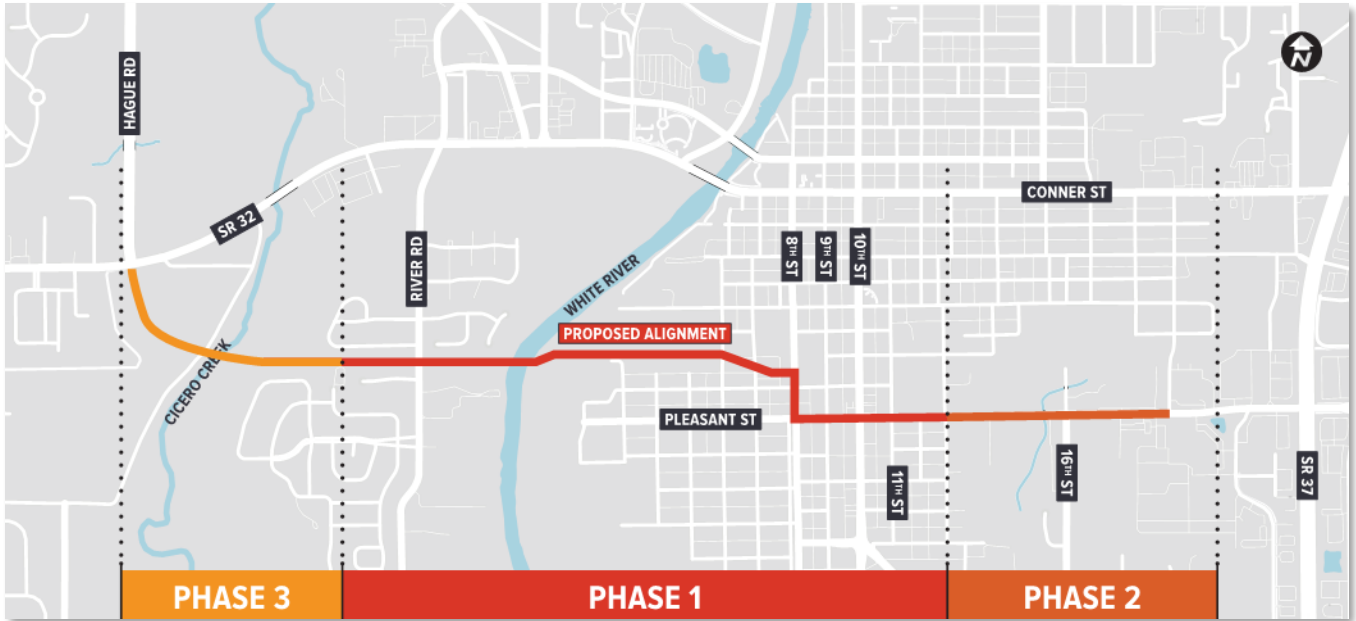 HAGUE RD
N
SR 32
CONNER ST
RIVER RD
8TH ST
9TH ST
10TH ST
WHITE RIVER
PROPOSED ALIGNMENT
CICERO CREEK
PLEASANT ST
11TH ST
16TH ST
SR 37
PHASE 3
PHASE 1
PHASE 2